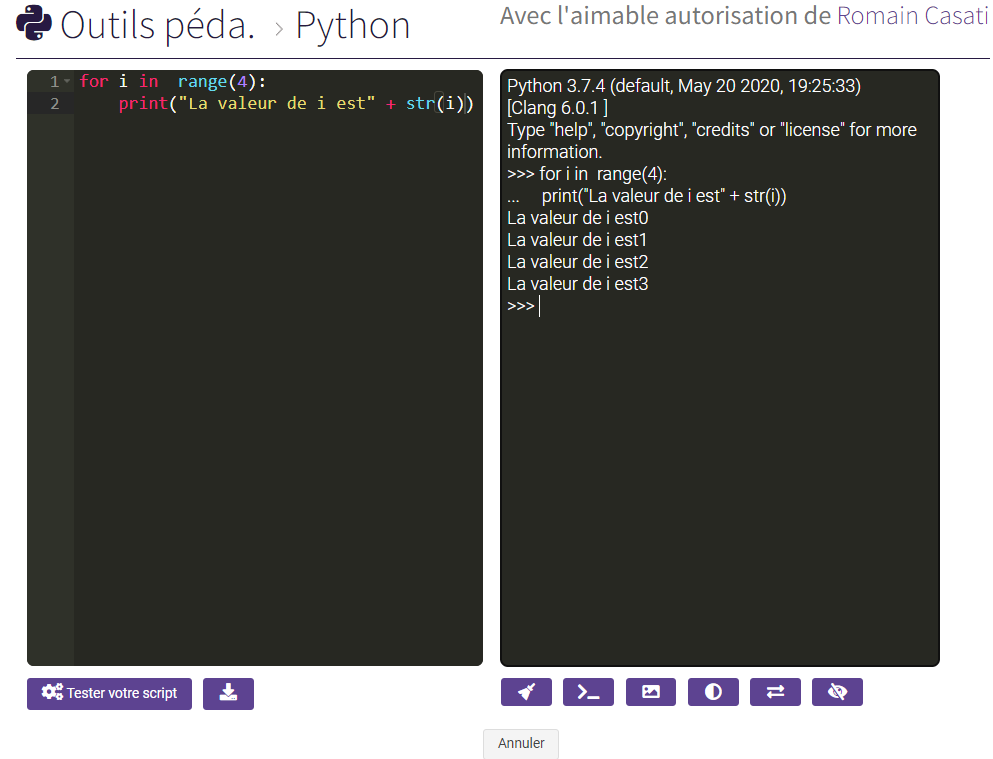 Outils péda. > Python
Avec l'aimable autorisation de Romain Casati
1 for i in  range(4):
2     print("La valeur de i est" + str(i))
Python 3.7.4 (default, May 20 2020, 19:25:33)
[Clang 6.0.1 ]
Type "help", "copyright", "credits" or "license" for more
information.
>>> for i in  range(4):
...     print("La valeur de i est" + str(i))
La valeur de i est0
La valeur de i est1
La valeur de i est2
La valeur de i est3
>>>
Tester votre script
Annuler